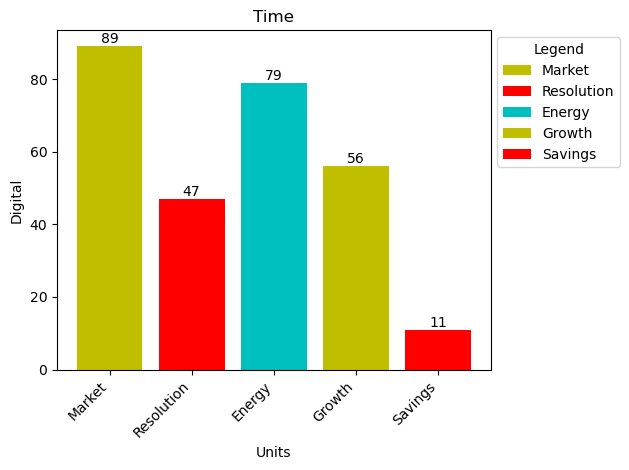 Time
89
47
79
56
11
Digital
80
60
40
20
0
Market
Resolution
Energy
Growth
Savings
Units
Legend
Market
Resolution
Energy
Growth
Savings